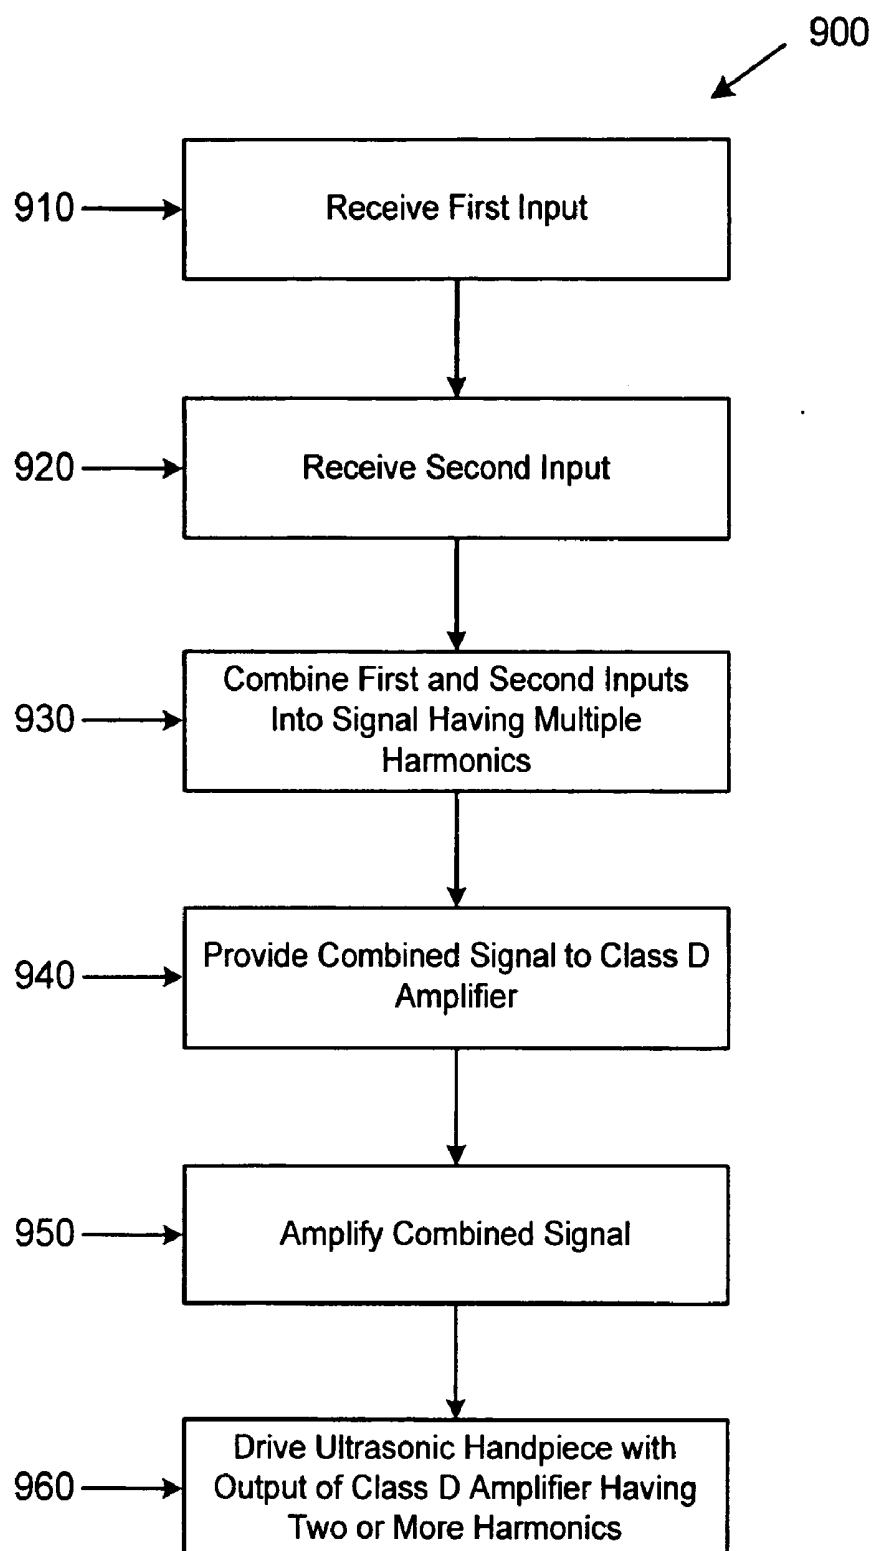 900
910
Receive First Input
920
Receive Second Input
930
Combine First and Second Inputs
Into Signal Having Multiple
Harmonics
940
Provide Combined Signal to Class D
Amplifier
950
Amplify Combined Signal
960
Drive Ultrasonic Handpiece with
Output of Class D Amplifier Having
Two or More Harmonics